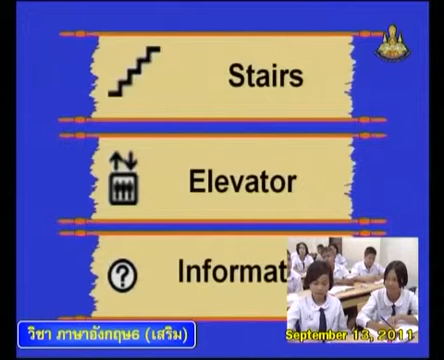 Stairs
Elevator
Informat
วิชา ภาษาอังกฤษ6 (เสริม)
September 13, 2011